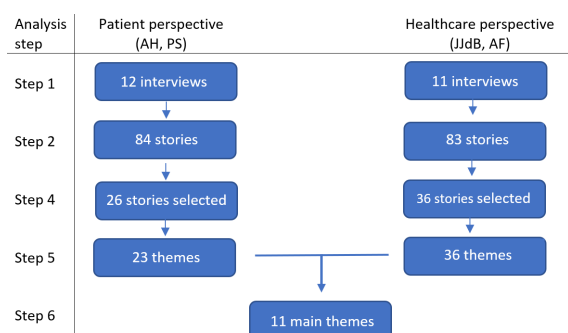 Analysis step
Patient perspective (AH, PS)
Healthcare perspective (JJdB, AF)
Step 1
12 interviews
11 interviews
Step 2
84 stories
83 stories
Step 4
26 stories selected
36 stories selected
Step 5
23 themes
36 themes
Step 6
11 main themes